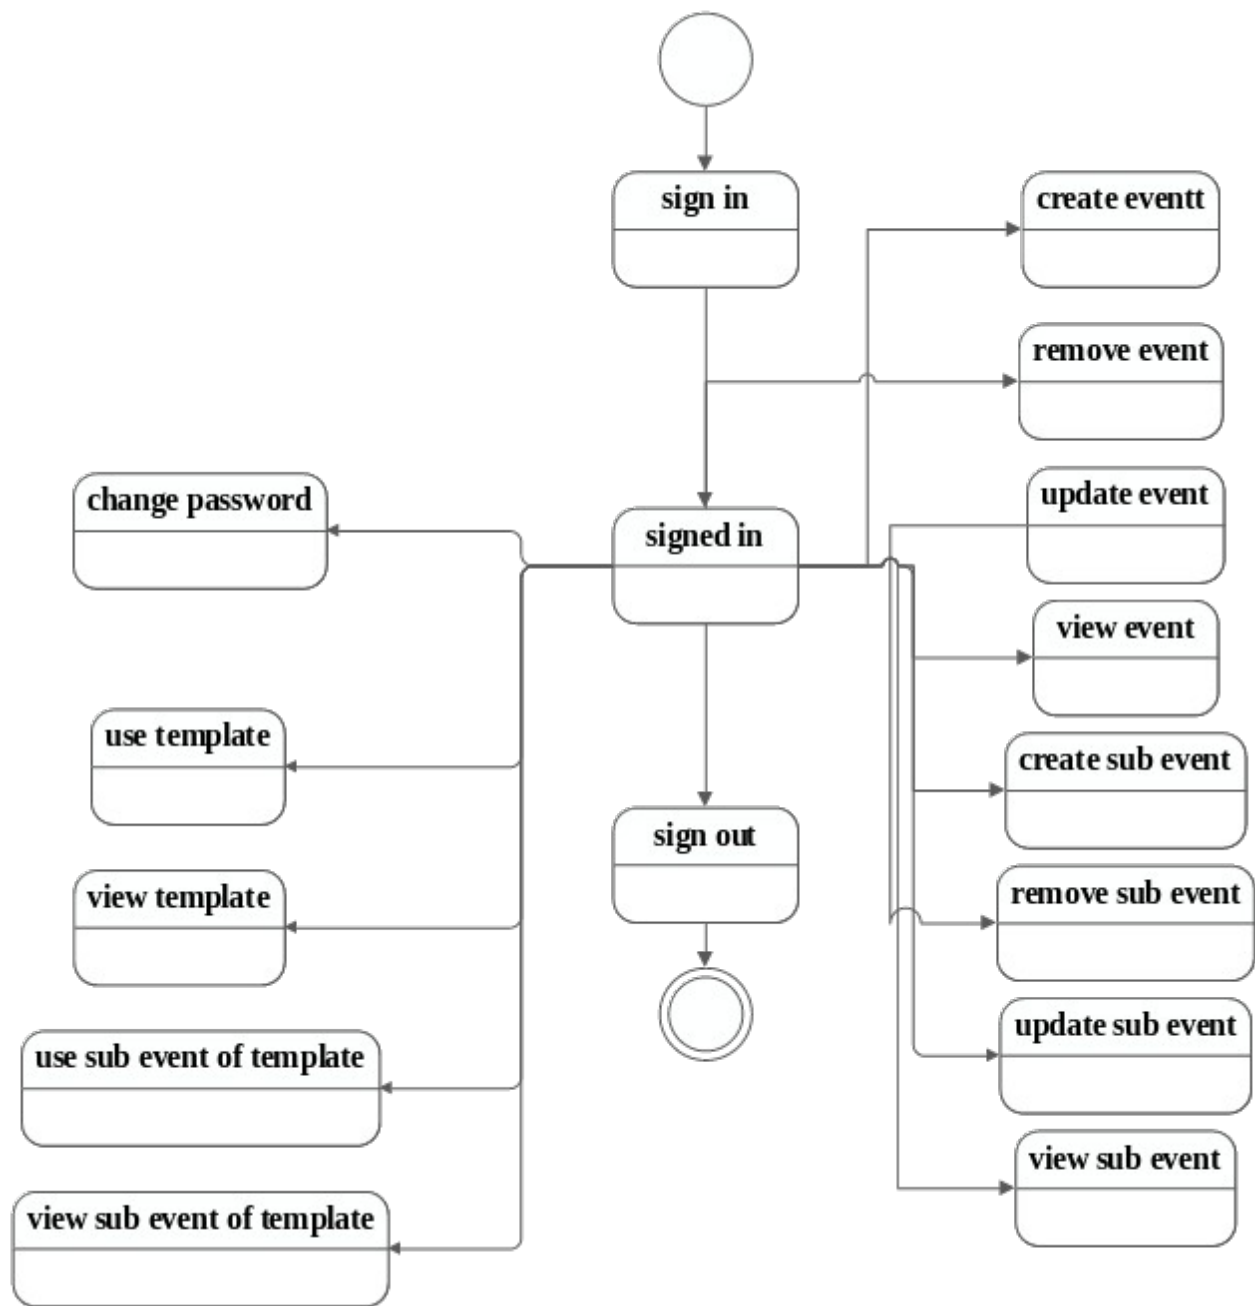 sign in
create eventt
remove event
change password
signed in
update event
view event
use template
create sub event
sign out
view template
remove sub event
use sub event of template
update sub event
view sub event of template
view sub event